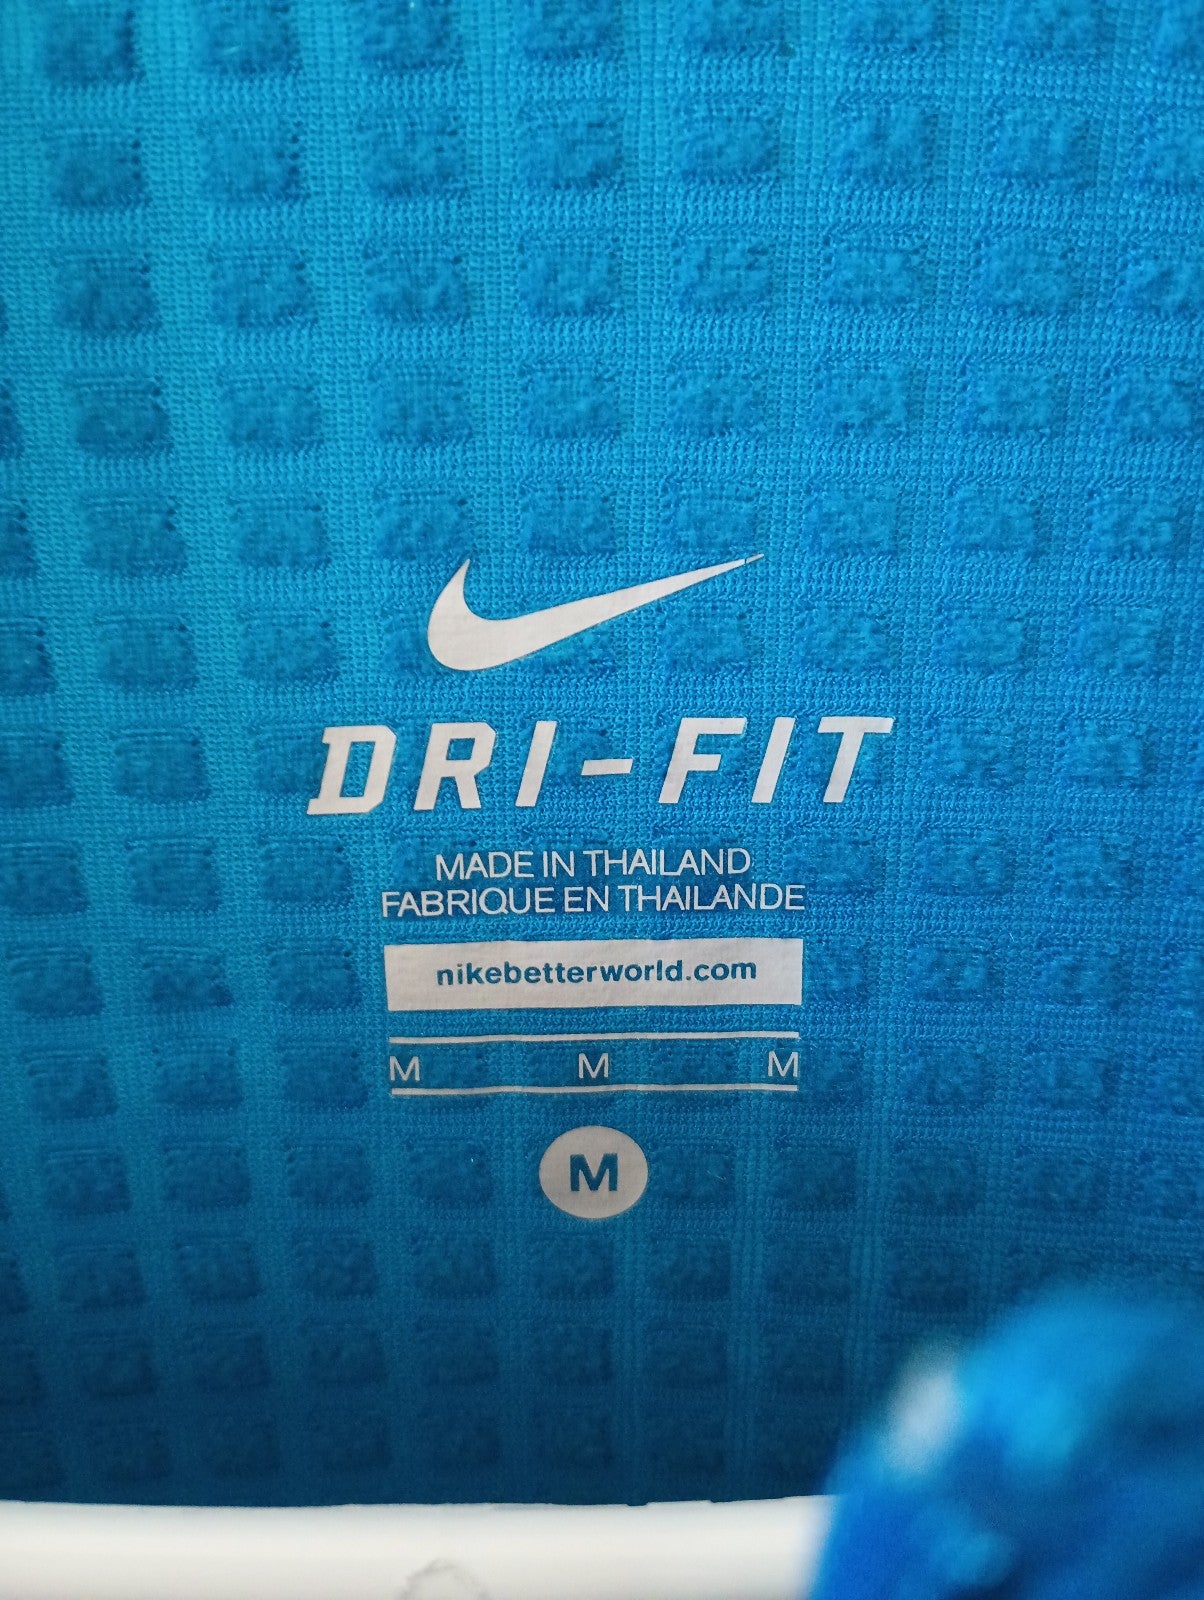 DRI-FIT
MADE IN THAILAND
FABRIQUE EN THAILANDE
nikebetterworld.com
M M M
M